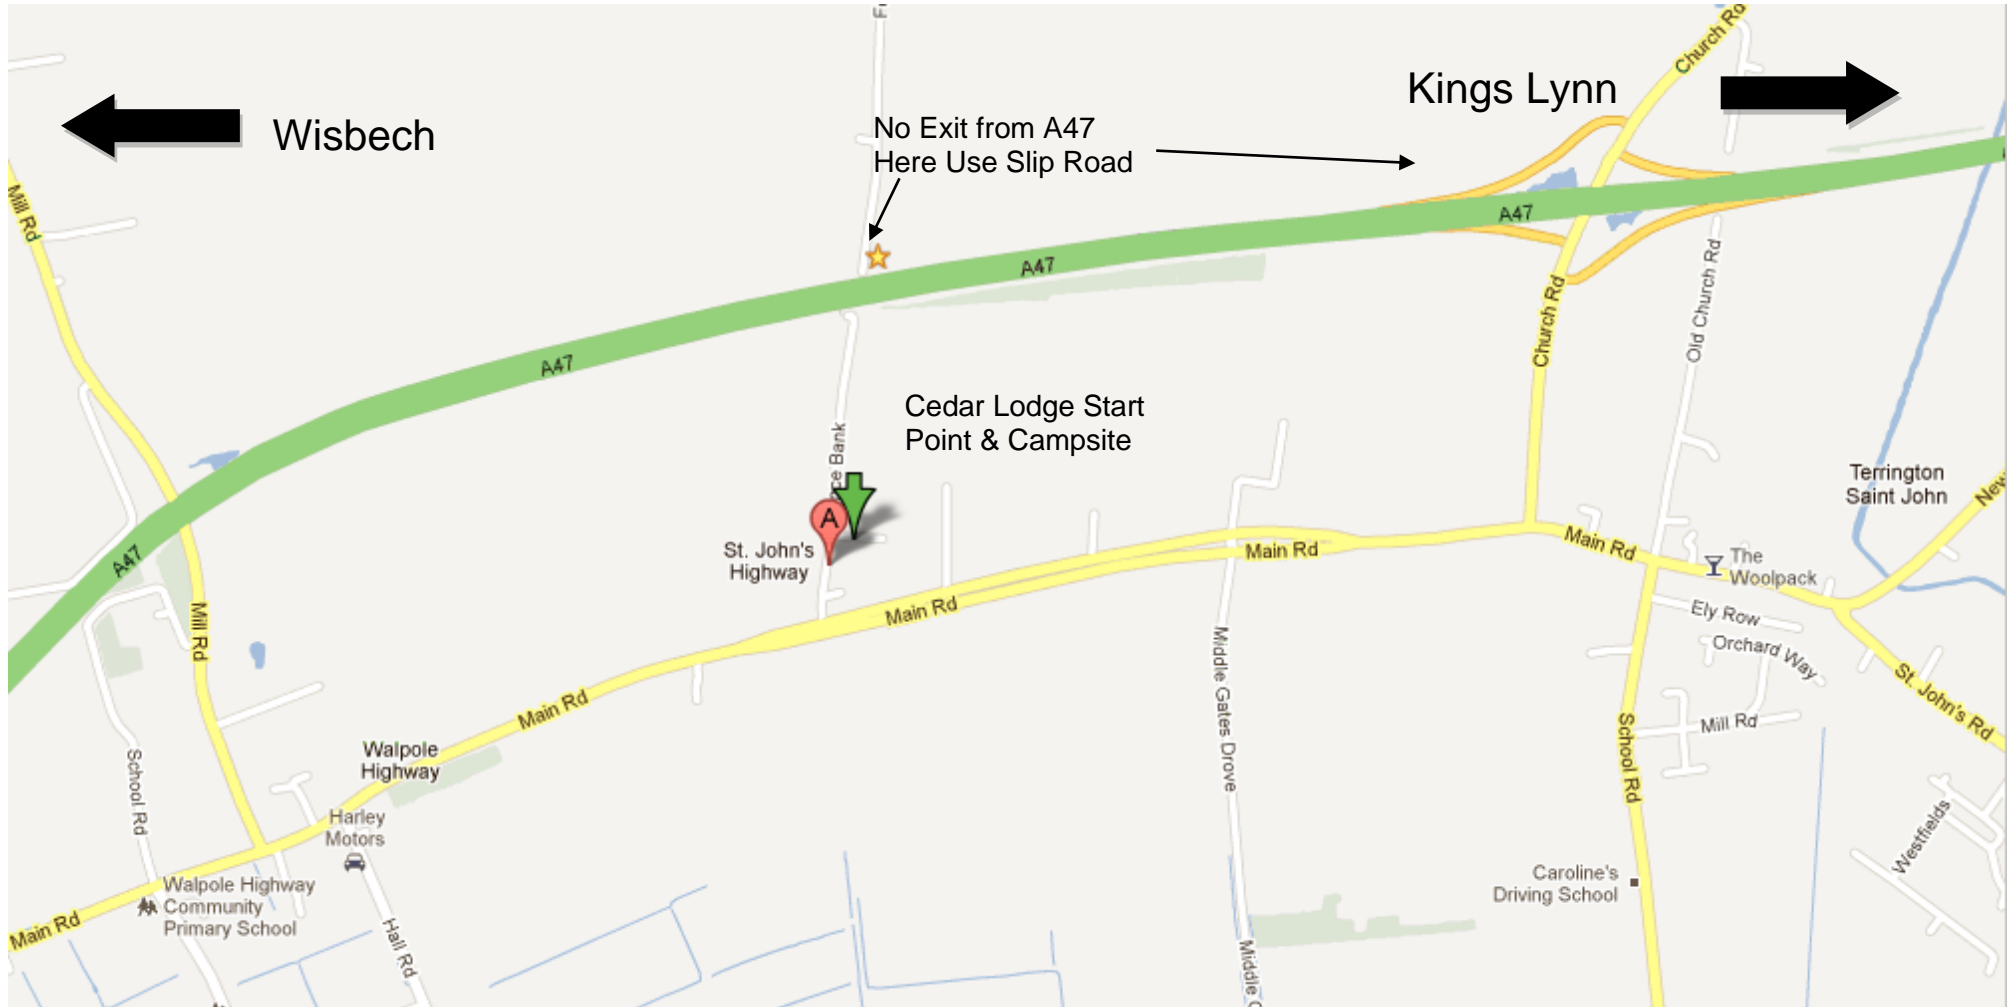 Church Rd
Kings Lynn
Wisbech
No Exit from A47
Here Use Slip Road
Mill Rd
A47
A47
A47
A47
Church Rd
Old Church Rd
Cedar Lodge Start
Point & Campsite
A
St. John's
Highway
Main Rd
Main Rd
Main Rd
Main Rd
Main Rd
Terrington
Saint John
The
Woolpack
Ely Row
Orchard Way
St. John's Rd
Mill Rd
Mill Rd
School Rd
School Rd
Middle Gates Drove
Middle
Walpole
Highway
Harley
Motors
Walpole Highway
Community
Primary School
Hall Rd
Caroline's
Driving School
Westfields